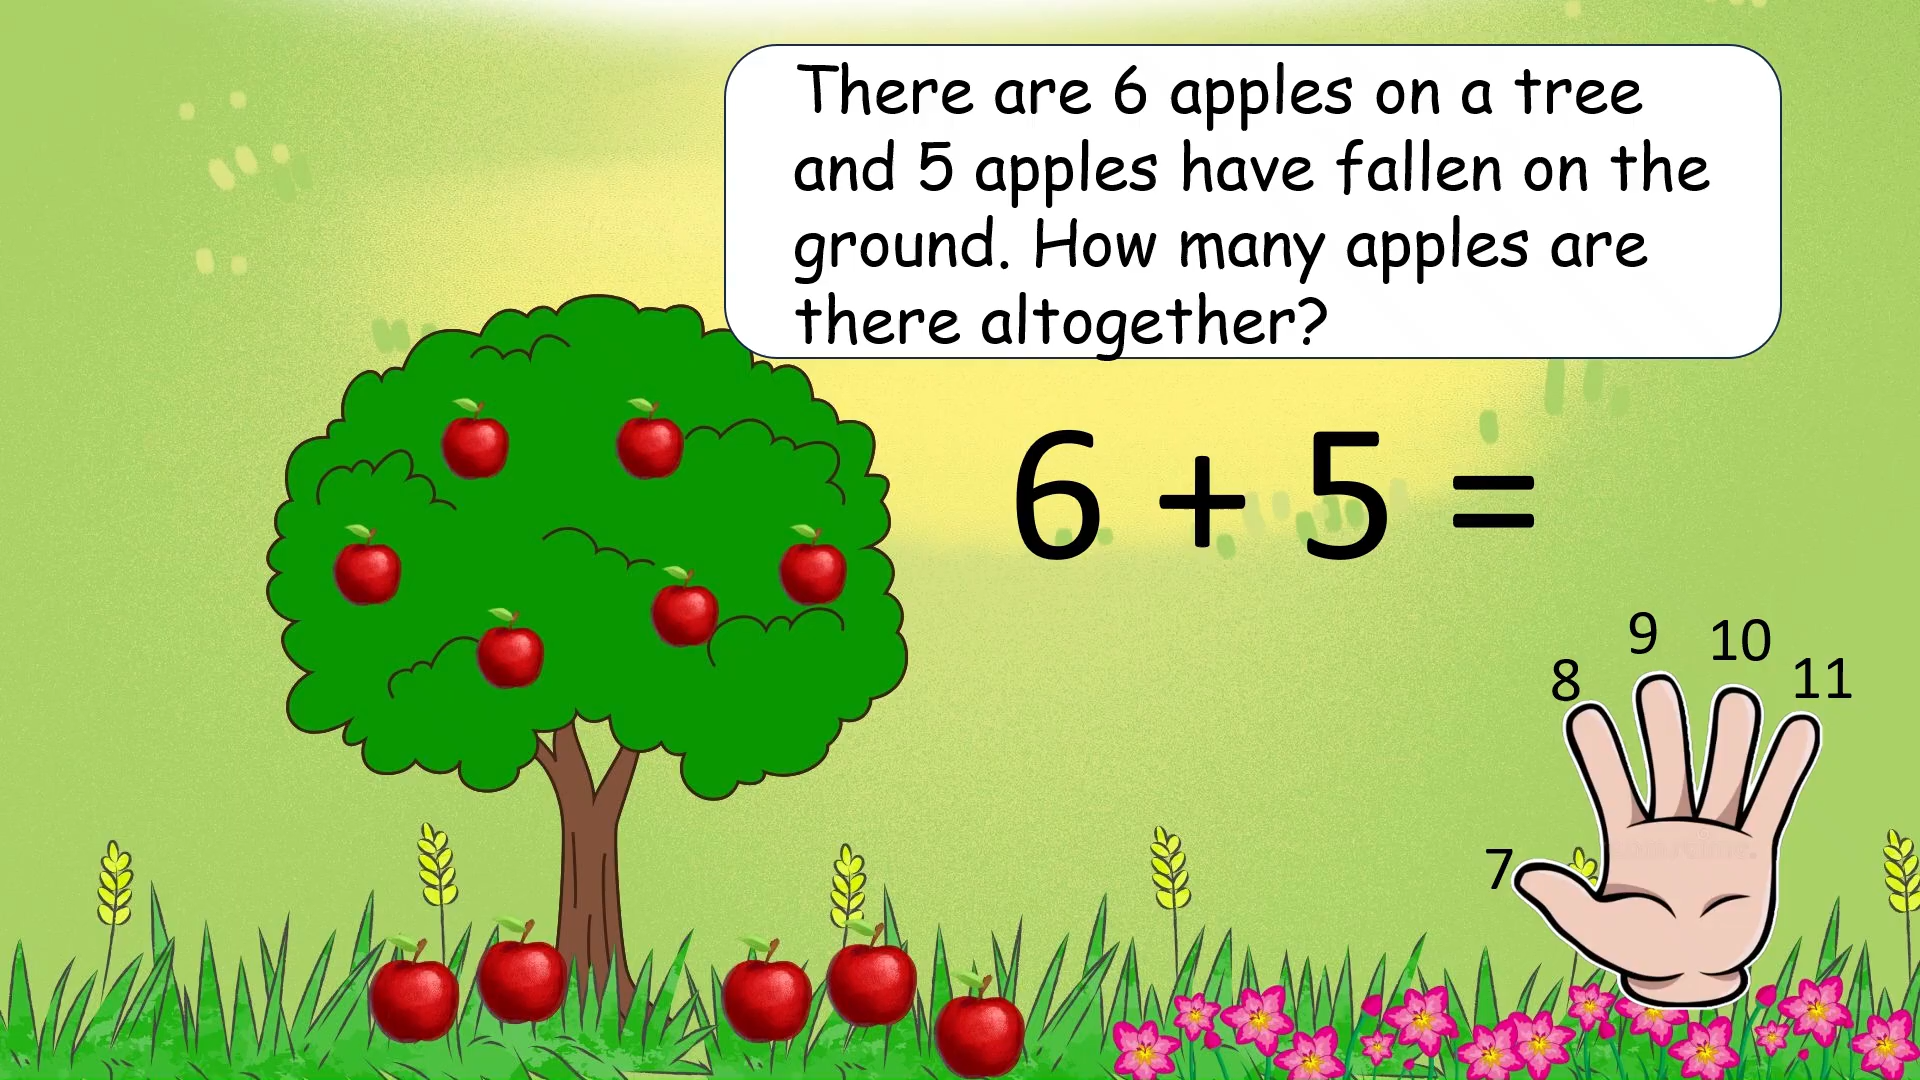 There are 6 apples on a tree
and 5 apples have fallen on the
ground. How many apples are
there altogether?
6 + 5 =
7
8
9
10
11